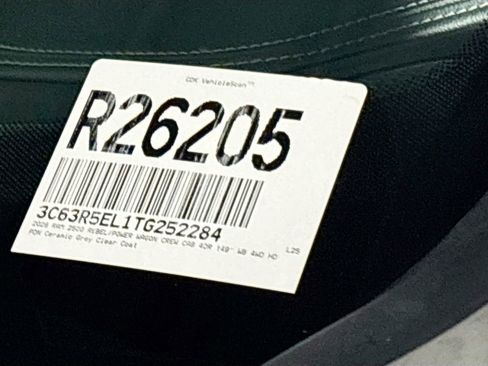 CDK VehicleScan™
R26205
3C63R5EL1TG252284
2026 RAM 2500 REBEL/POWER WAGON CREW CAB 4DR 149" WB 4WD HD L25
PDN Ceramic Grey Clear Coat